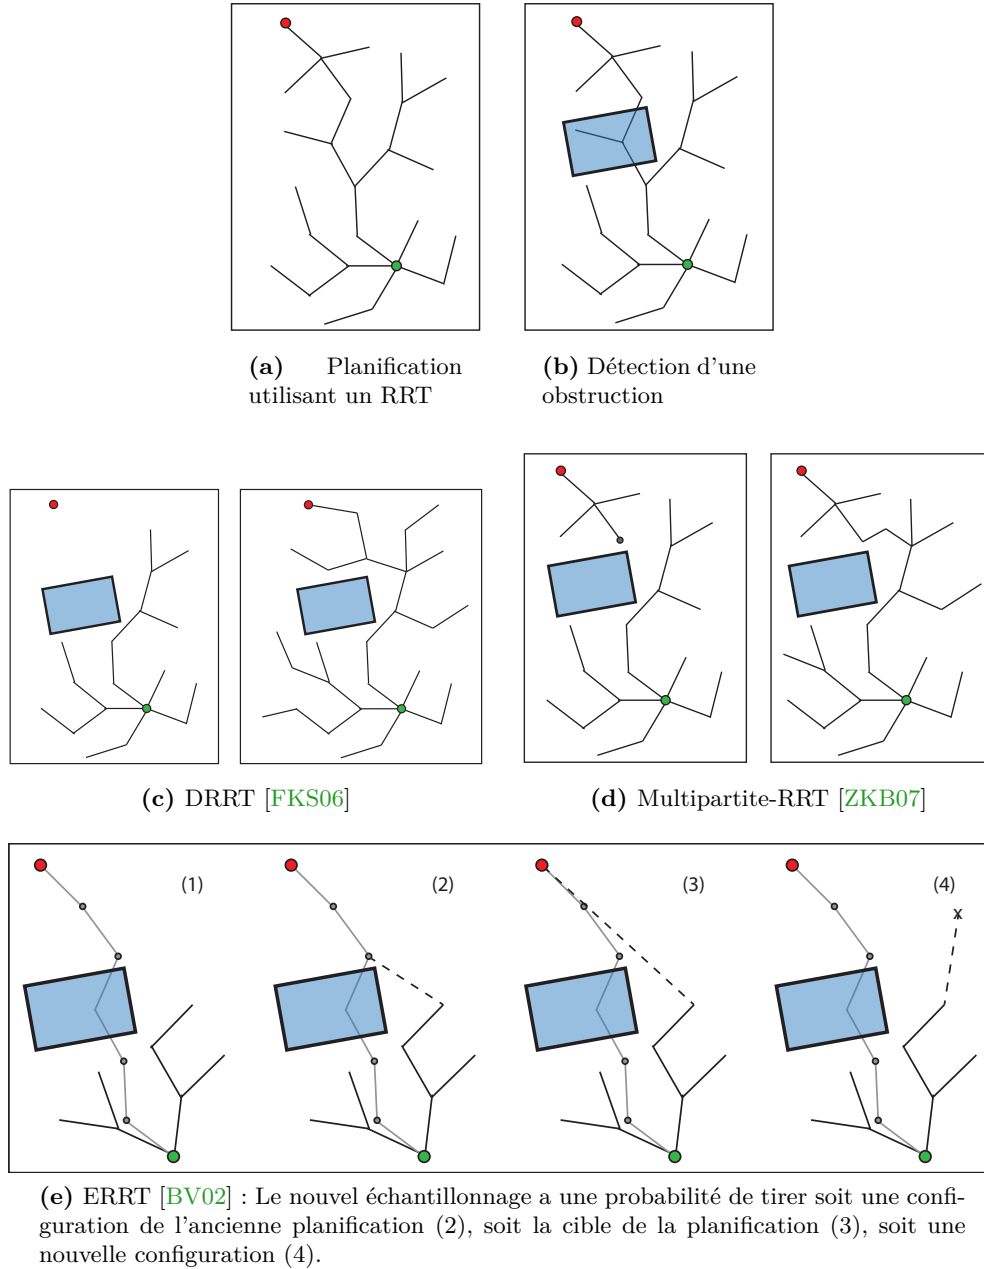 (a) Planification
utilisant un RRT
(b) Détection d'une
obstruction
(c) DRRT [FKS06]
(d) Multipartite-RRT [ZKB07]
(1)
(2)
(3)
(4)
x
(e) ERRT [BV02] : Le nouvel échantillonnage a une probabilité de tirer soit une confi-
guration de l'ancienne planification (2), soit la cible de la planification (3), soit une
nouvelle configuration (4).